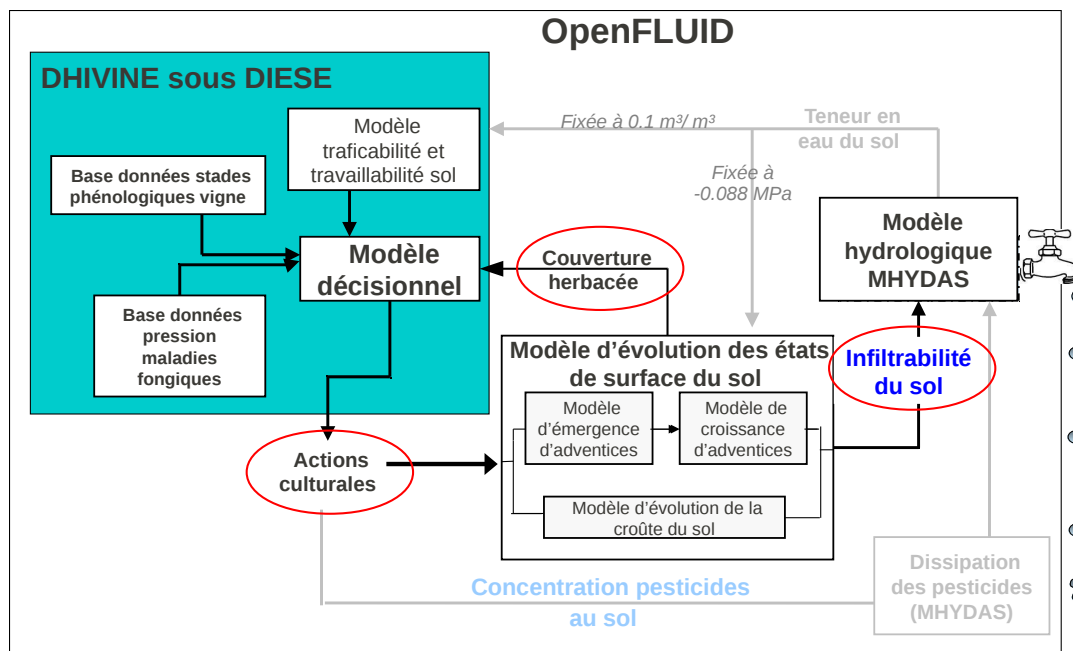 OpenFLUID
DHIVINE sous DIESE
Modèle
traficabilité et
travaillabilité sol
Base données stades
phénologiques vigne
Modèle
décisionnel
Base données
pression
maladies
fongiques
Fixée à 0.1 m³/ m³
Teneur en
eau du sol
Fixée à
-0.088 MPa
Couverture
herbacée
Modèle
hydrologique
MHYDAS
Modèle d’évolution des états
de surface du sol
Infiltrabilité
du sol
Modèle
d’émergence
d’adventices
Modèle de
croissance
d’adventices
Actions
culturales
Modèle d’évolution de la
croûte du sol
Concentration pesticides
au sol
Dissipation
des pesticides
(MHYDAS)